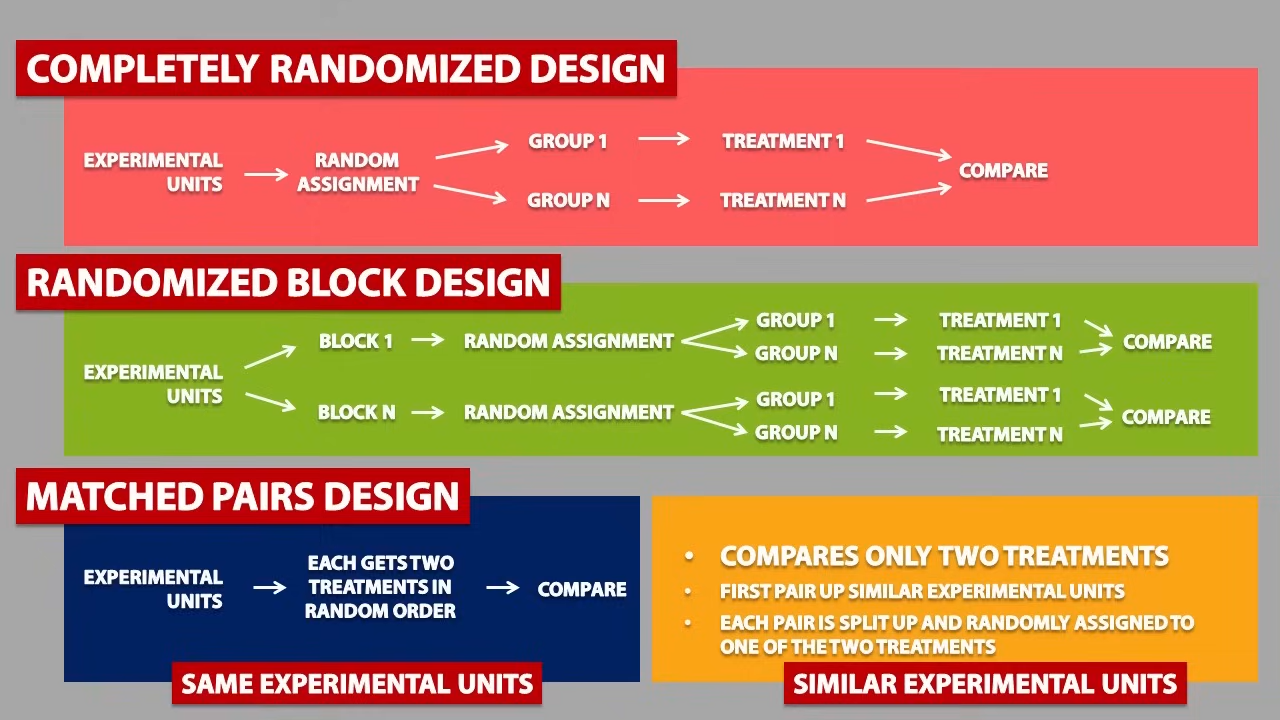 COMPLETELY RANDOMIZED DESIGN
EXPERIMENTAL
UNITS
RANDOM
ASSIGNMENT
GROUP 1
TREATMENT 1
GROUP N
TREATMENT N
COMPARE
RANDOMIZED BLOCK DESIGN
EXPERIMENTAL
UNITS
BLOCK 1
RANDOM ASSIGNMENT
GROUP 1
TREATMENT 1
GROUP N
TREATMENT N
COMPARE
BLOCK N
RANDOM ASSIGNMENT
GROUP 1
TREATMENT 1
GROUP N
TREATMENT N
COMPARE
MATCHED PAIRS DESIGN
EXPERIMENTAL
UNITS
EACH GETS TWO
TREATMENTS IN
RANDOM ORDER
COMPARE
SAME EXPERIMENTAL UNITS
• COMPARES ONLY TWO TREATMENTS
• FIRST PAIR UP SIMILAR EXPERIMENTAL UNITS
• EACH PAIR IS SPLIT UP AND RANDOMLY ASSIGNED TO
ONE OF THE TWO TREATMENTS
SIMILAR EXPERIMENTAL UNITS